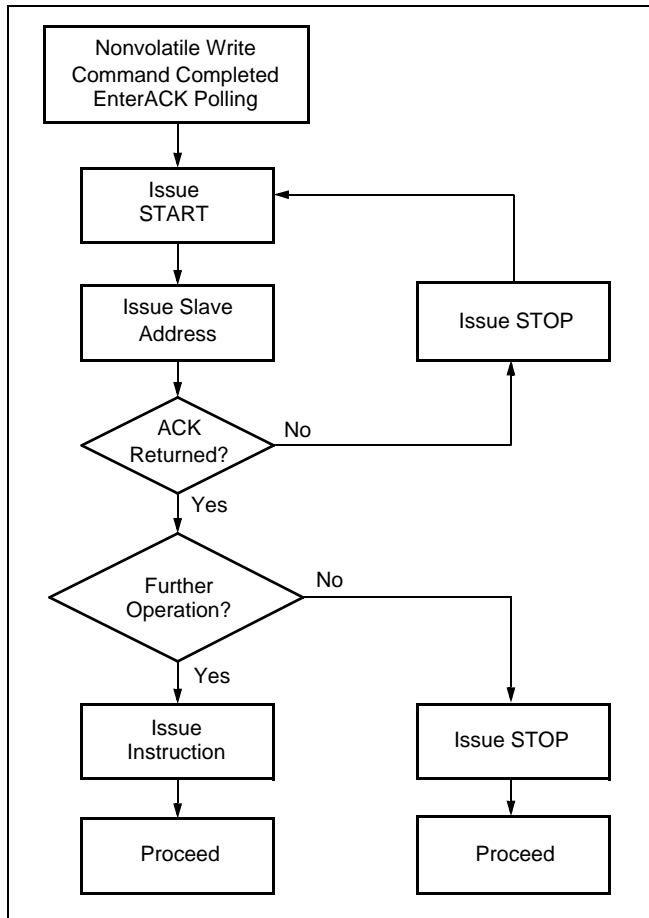 Nonvolatile Write
Command Completed
EnterACK Polling
Issue
START
Issue Slave
Address
Issue STOP
ACK
Returned?
No
Yes
Further
Operation?
No
Yes
Issue
Instruction
Issue STOP
Proceed
Proceed